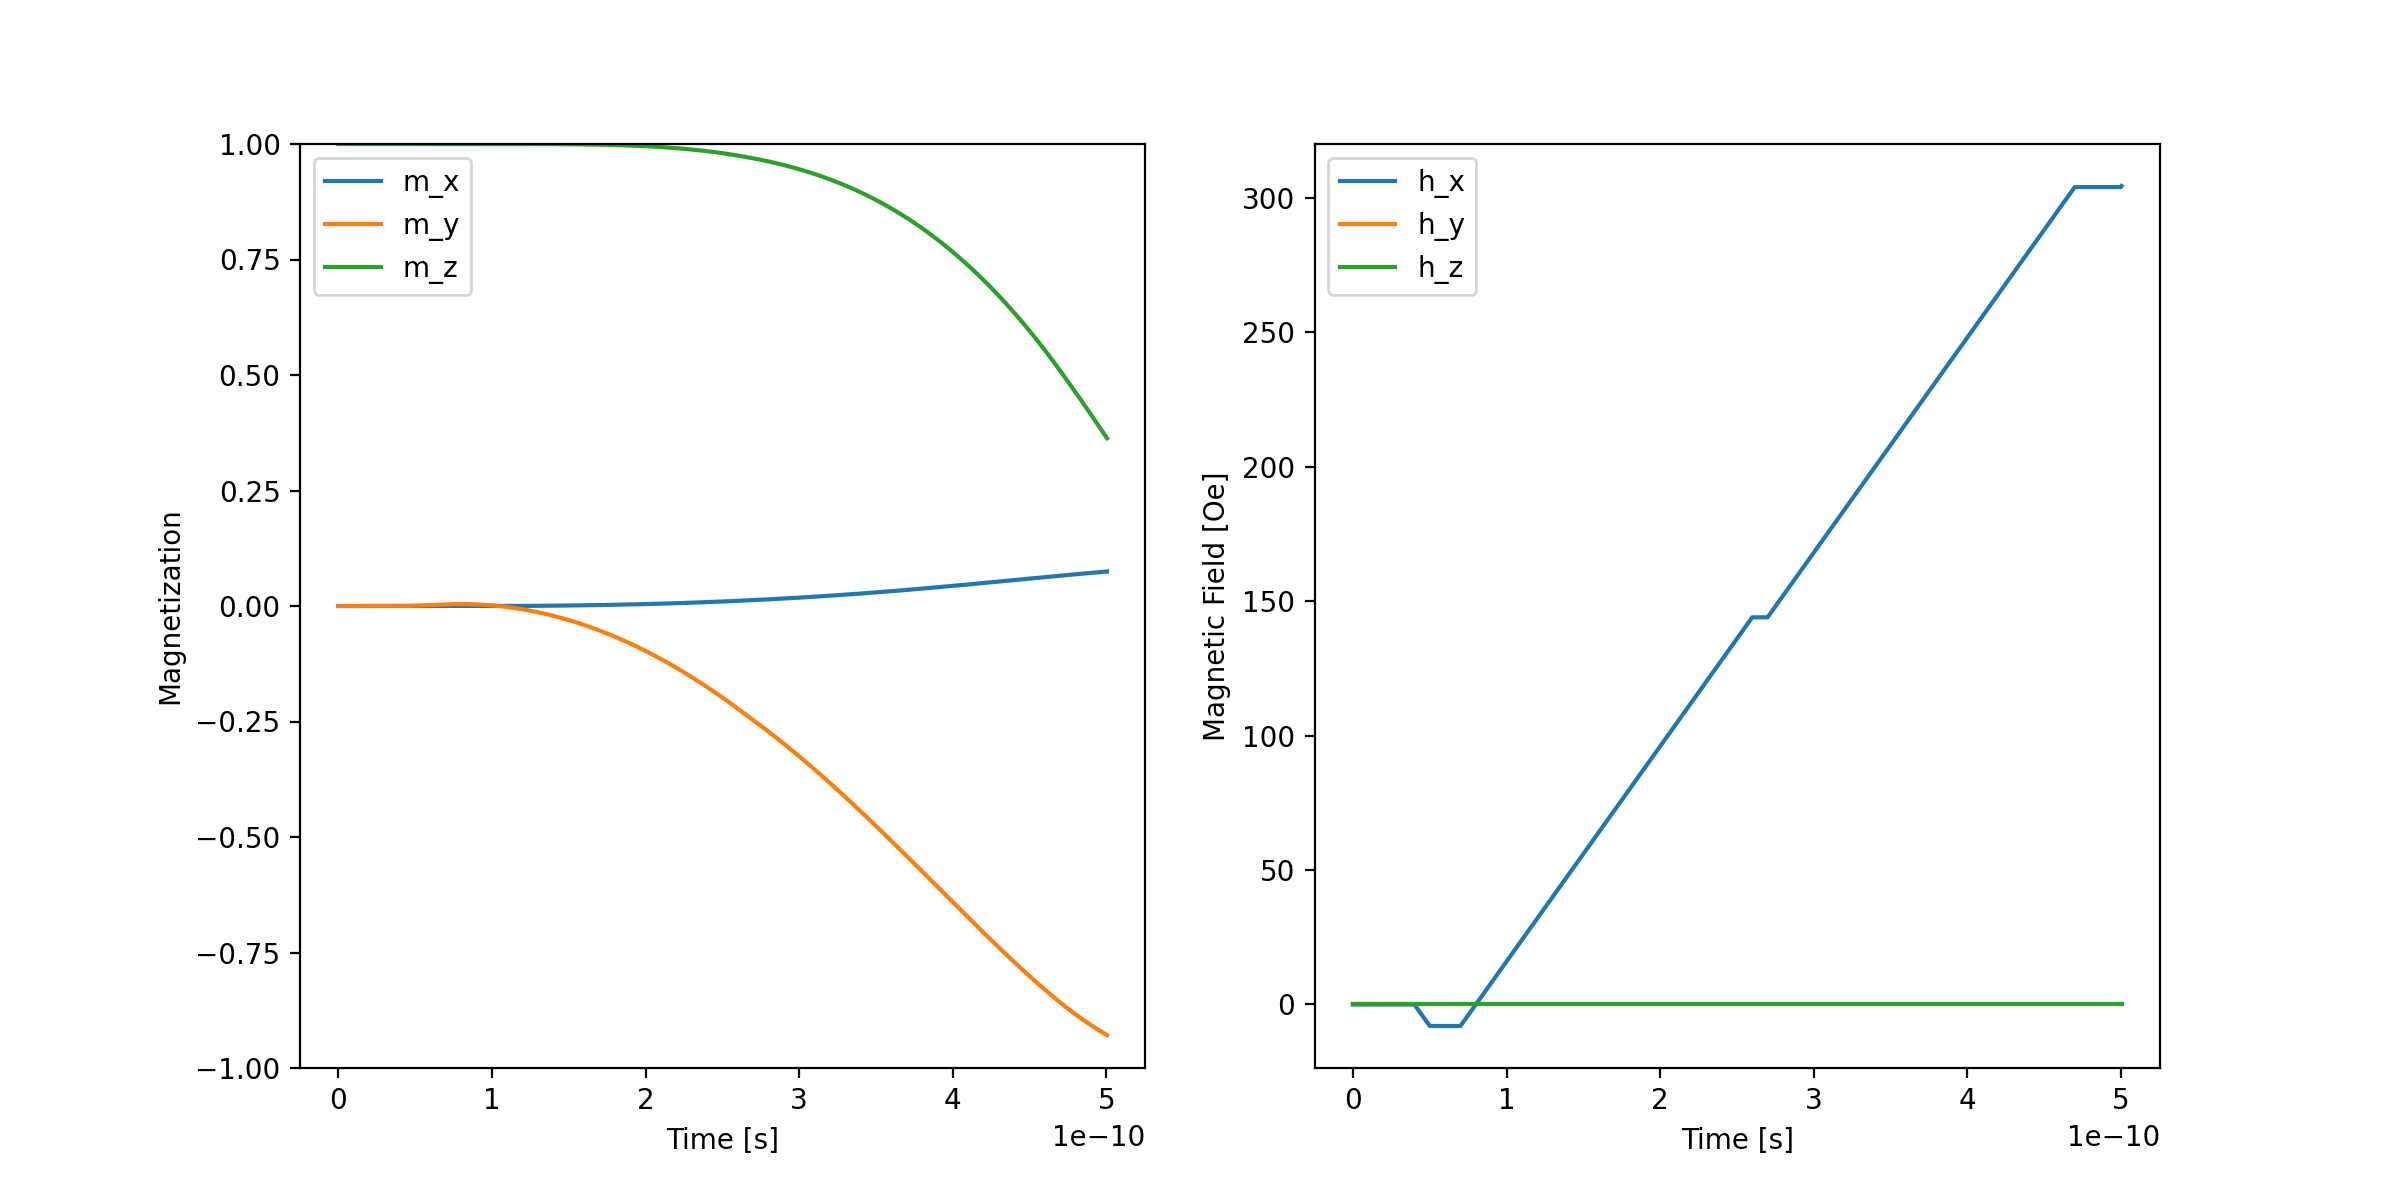 1.00
0.75
0.50
0.25
0.00
−0.25
−0.50
−0.75
−1.00
Magnetization
m_x
m_y
m_z
0 1 2 3 4 5
1e−10
Time [s]
300
250
200
150
100
50
0
Magnetic Field [Oe]
h_x
h_y
h_z
0 1 2 3 4 5
1e−10
Time [s]